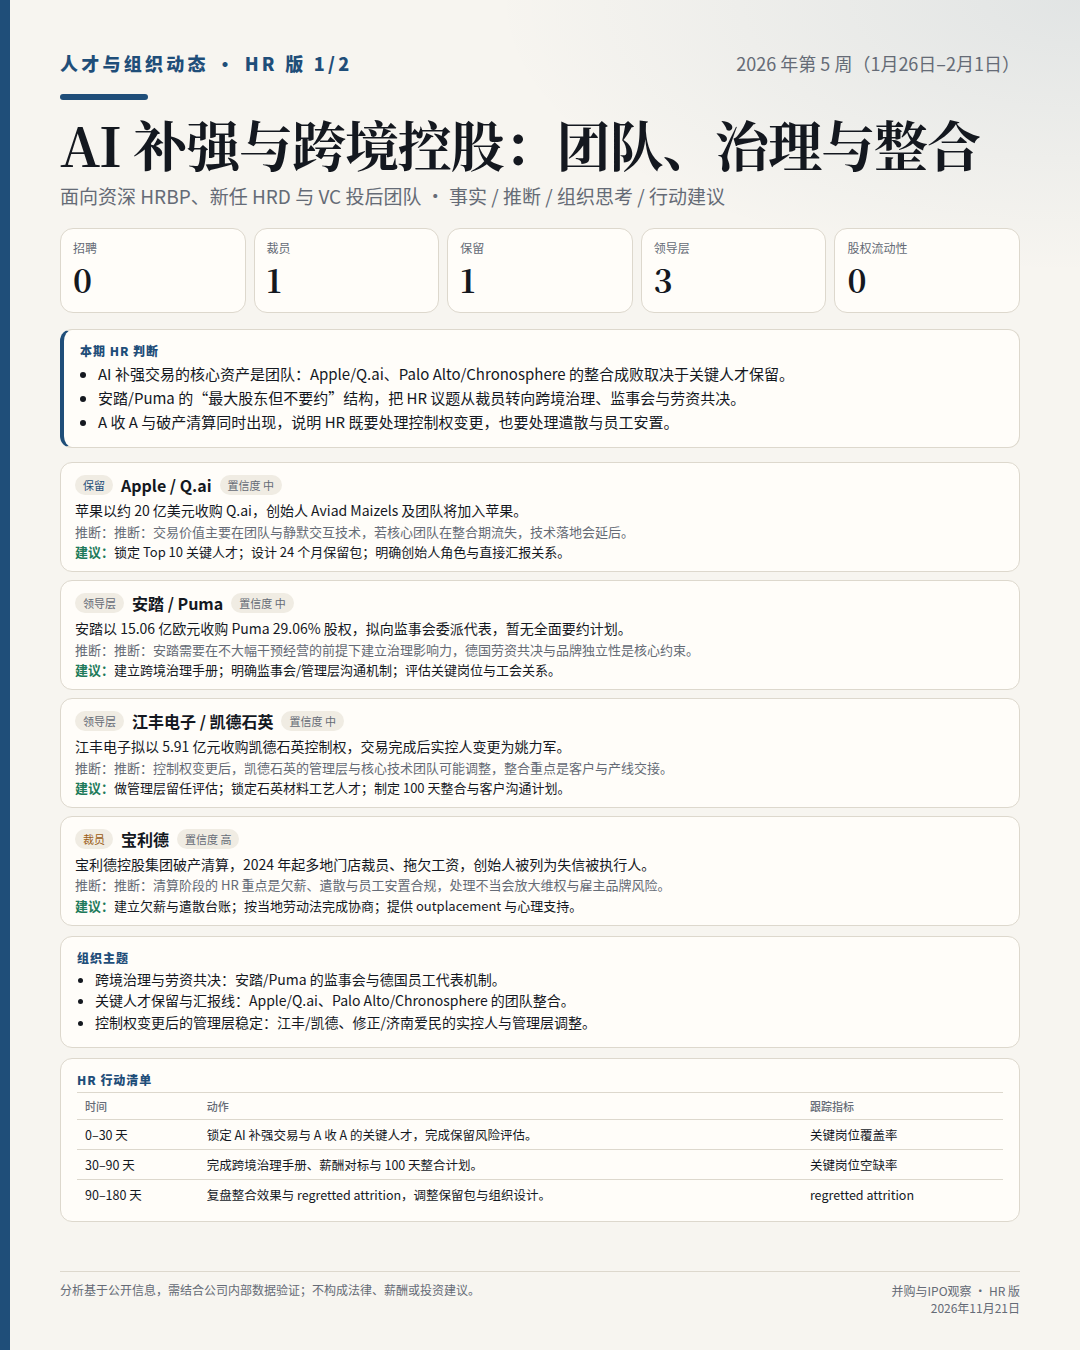 人才与组织动态 · HR 版 1/2
2026 年第 5 周（1月26日–2月1日）
AI 补强与跨境控股：团队、治理与整合
面向资深 HRBP、新任 HRD 与 VC 投后团队 · 事实 / 推断 / 组织思考 / 行动建议
招聘
0
裁员
1
保留
1
领导层
3
股权流动性
0
本期 HR 判断
AI 补强交易的核心资产是团队：Apple/Q.ai、Palo Alto/Chronosphere 的整合成败取决于关键人才保留。
安踏/Puma 的“最大股东但不要约”结构，把 HR 议题从裁员转向跨境治理、监事会与劳资共决。
A 收 A 与破产清算同时出现，说明 HR 既要处理控制权变更，也要处理遣散与员工安置。
保留 Apple / Q.ai 置信度 中
苹果以约 20 亿美元收购 Q.ai，创始人 Aviad Maizels 及团队将加入苹果。
推断：推断：交易价值主要在团队与静默交互技术，若核心团队在整合期流失，技术落地会延后。
建议：锁定 Top 10 关键人才；设计 24 个月保留包；明确创始人角色与直接汇报关系。
领导层 安踏 / Puma 置信度 中
安踏以 15.06 亿欧元收购 Puma 29.06% 股权，拟向监事会委派代表，暂无全面要约计划。
推断：推断：安踏需要在不大幅干预经营的前提下建立治理影响力，德国劳资共决与品牌独立性是核心约束。
建议：建立跨境治理手册；明确监事会/管理层沟通机制；评估关键岗位与工会关系。
领导层 江丰电子 / 凯德石英 置信度 中
江丰电子拟以 5.91 亿元收购凯德石英控制权，交易完成后实控人变更为姚力军。
推断：推断：控制权变更后，凯德石英的管理层与核心技术团队可能调整，整合重点是客户与产线交接。
建议：做管理层留任评估；锁定石英材料工艺人才；制定 100 天整合与客户沟通计划。
裁员 宝利德 置信度 高
宝利德控股集团破产清算，2024 年起多地门店裁员、拖欠工资，创始人被列为失信被执行人。
推断：推断：清算阶段的 HR 重点是欠薪、遣散与员工安置合规，处理不当会放大维权与雇主品牌风险。
建议：建立欠薪与遣散台账；按当地劳动法完成协商；提供 outplacement 与心理支持。
组织主题
跨境治理与劳资共决：安踏/Puma 的监事会与德国员工代表机制。
关键人才保留与汇报线：Apple/Q.ai、Palo Alto/Chronosphere 的团队整合。
控制权变更后的管理层稳定：江丰/凯德、修正/济南爱民的实控人与管理层调整。
HR 行动清单
时间 动作 跟踪指标
0–30 天 锁定 AI 补强交易与 A 收 A 的关键人才，完成保留风险评估。 关键岗位覆盖率
30–90 天 完成跨境治理手册、薪酬对标与 100 天整合计划。 关键岗位空缺率
90–180 天 复盘整合效果与 regretted attrition，调整保留包与组织设计。 regretted attrition
分析基于公开信息，需结合公司内部数据验证；不构成法律、薪酬或投资建议。
并购与IPO观察 · HR 版
2026年11月21日